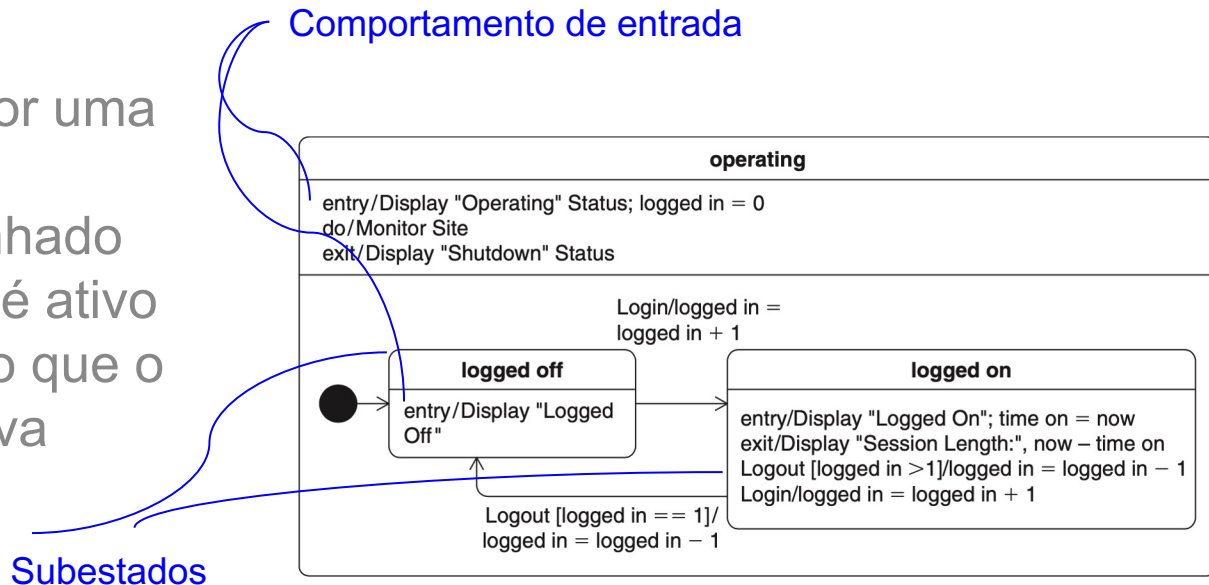 Comportamento de entrada
or uma
nhado
é ativo
o que o
va
operating
entry/Display "Operating" Status; logged in = 0
do/Monitor Site
exit/Display "Shutdown" Status
Login/logged in =
logged in + 1
logged off
entry/Display "Logged
Off"
logged on
entry/Display "Logged On"; time on = now
exit/Display "Session Length:", now – time on
Logout [logged in >1]/logged in = logged in − 1
Login/logged in = logged in + 1
Logout [logged in == 1]/
logged in = logged in − 1
Subestados